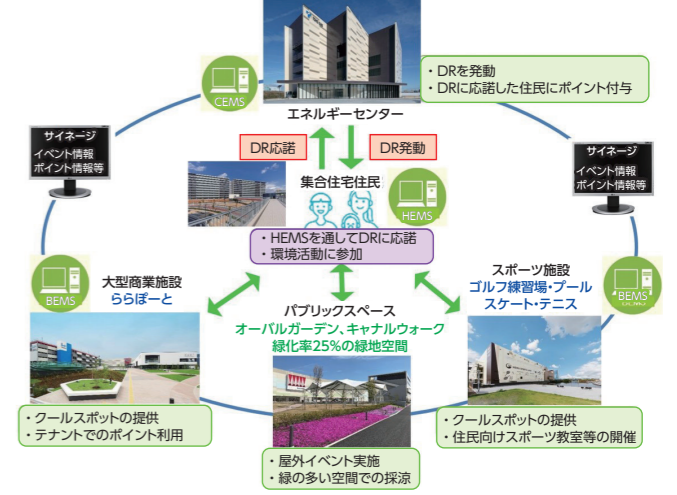 CEMS
・DRを発動
・DRに応諾した住民にポイント付与
エネルギーセンター
サイネージ
イベント情報
ポイント情報等
DR応諾
DR発動
サイネージ
イベント情報
ポイント情報等
集合住宅住民
HEMS
・HEMSを通してDRに応諾
・環境活動に参加
BEMS
大型商業施設
ららぽーと
スポーツ施設
ゴルフ練習場・プール
スケート・テニス
BEMS
パブリックスペース
オーバルガーデン、キャナルウォーク
緑化率25%の緑地空間
・クールスポットの提供
・テナントでのポイント利用
・クールスポットの提供
・住民向けスポーツ教室等の開催
・屋外イベント実施
・緑の多い空間での採涼